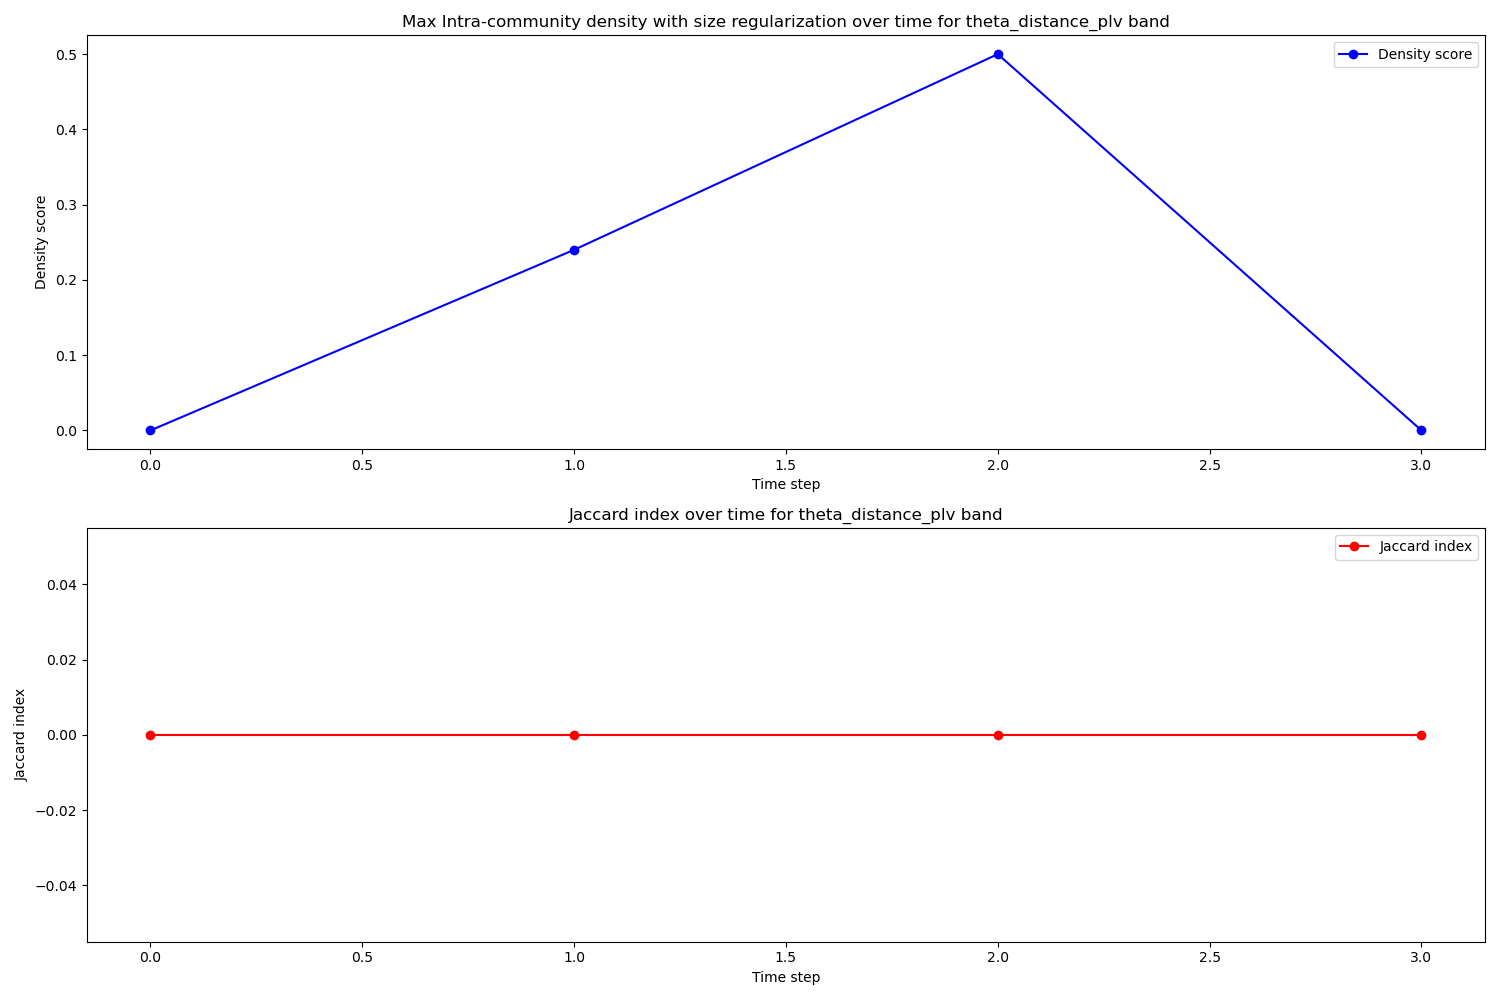 Max Intra-community density with size regularization over time for theta_distance_plv band
Density score
0.5
0.4
0.3
0.2
0.1
0.0
Density score
0.0 0.5 1.0 1.5 2.0 2.5 3.0
Time step
Jaccard index over time for theta_distance_plv band
Jaccard index
0.04
0.02
0.00
−0.02
−0.04
Jaccard index
0.0 0.5 1.0 1.5 2.0 2.5 3.0
Time step